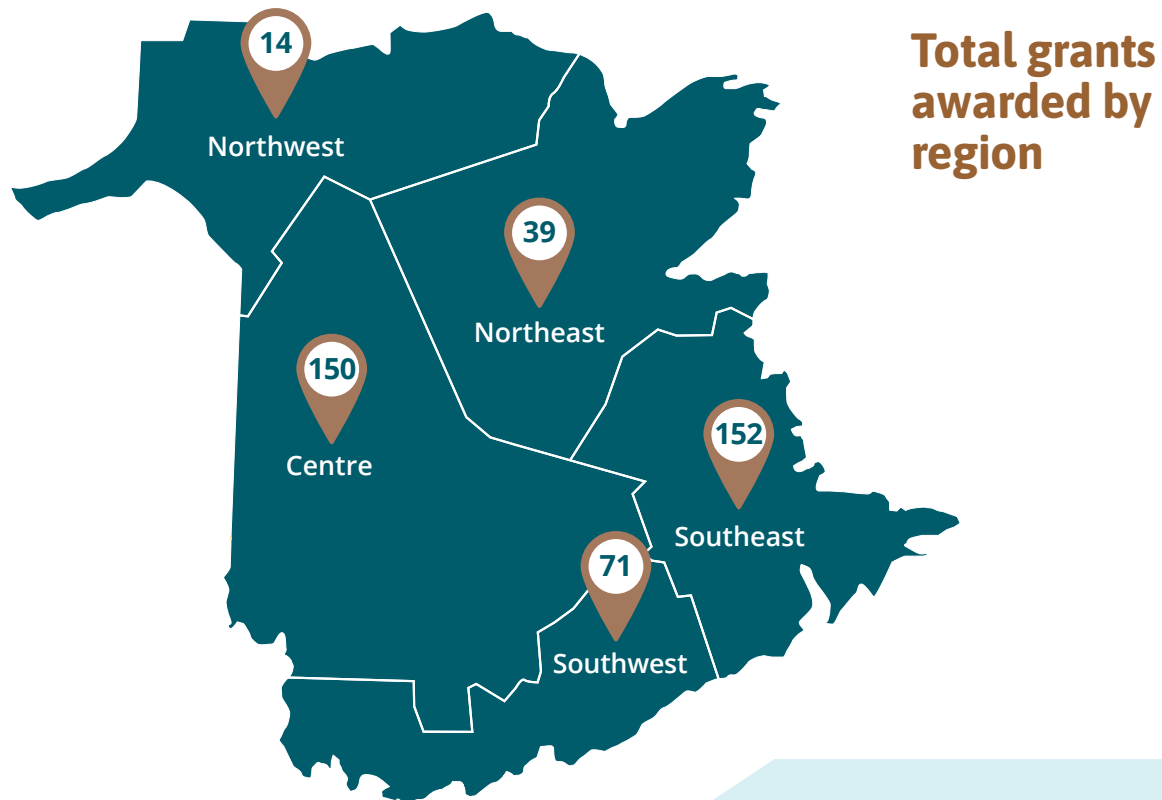 Total grants
awarded by
region
14
Northwest
39
Northeast
150
Centre
152
Southeast
71
Southwest